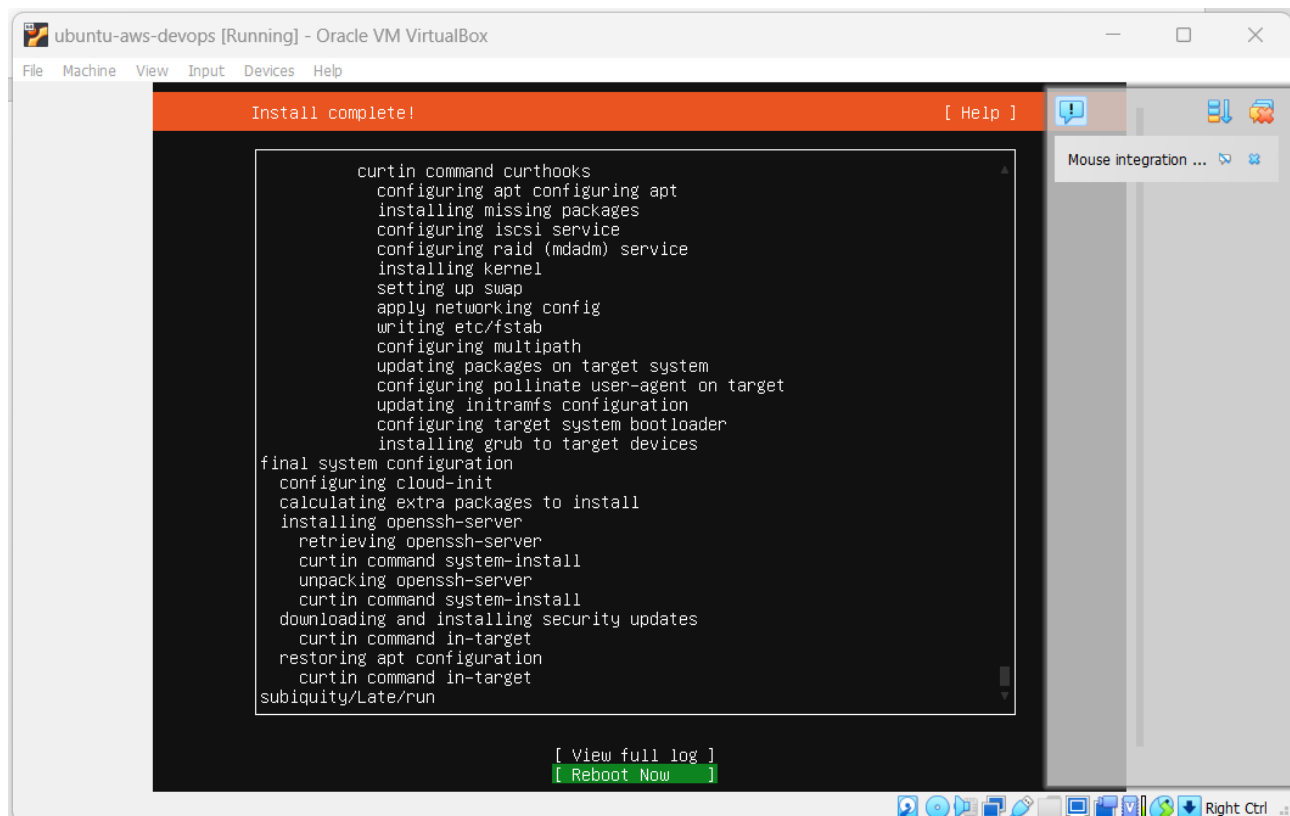 ubuntu-aws-devops [Running] - Oracle VM VirtualBox
File Machine View Input Devices Help
Install complete! [ Help ]
Mouse integration ...
curtin command curthooks
configuring apt configuring apt
installing missing packages
configuring iscsi service
configuring raid (mdadm) service
installing kernel
setting up swap
apply networking config
writing etc/fstab
configuring multipath
updating packages on target system
configuring pollinate user-agent on target
updating initramfs configuration
configuring target system bootloader
installing grub to target devices
final system configuration
configuring cloud-init
calculating extra packages to install
installing openssh-server
retrieving openssh-server
curtin command system-install
unpacking openssh-server
curtin command system-install
downloading and installing security updates
curtin command in-target
restoring apt configuration
curtin command in-target
subiquity/Late/run
[ View full log ]
[ Reboot Now ]
Right Ctrl